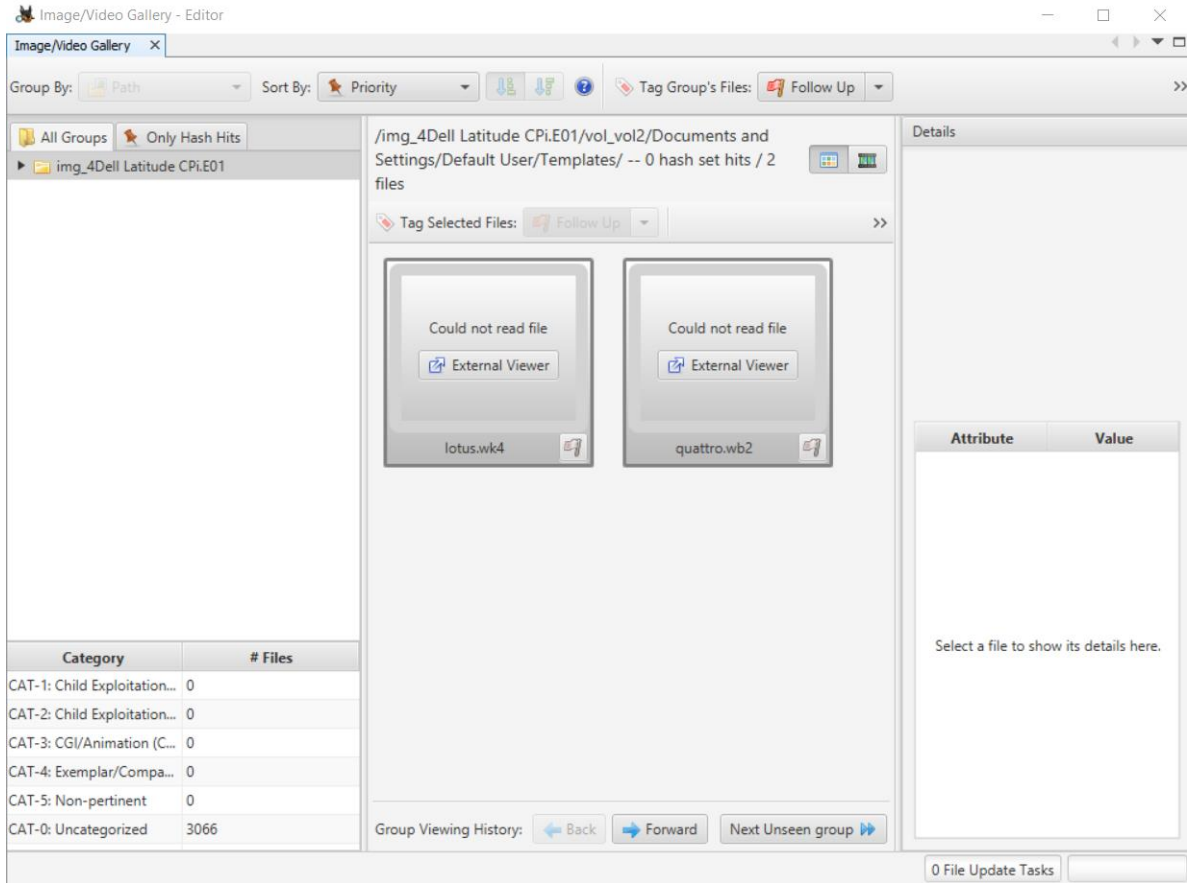 Image/Video Gallery - Editor
Image/Video Gallery
Group By: Path Sort By: Priority Tag Group's Files: Follow Up
All Groups Only Hash Hits
img_4Dell Latitude CPi.E01
/img_4Dell Latitude CPi.E01/vol_vol2/Documents and
Settings/Default User/Templates/ -- 0 hash set hits / 2
files
Tag Selected Files: Follow Up
Could not read file
External Viewer
lotus.wk4
Could not read file
External Viewer
quattro.wb2
Details
Attribute Value
Select a file to show its details here.
Category # Files
CAT-1: Child Exploitation... 0
CAT-2: Child Exploitation... 0
CAT-3: CGI/Animation (C... 0
CAT-4: Exemplar/Compa... 0
CAT-5: Non-pertinent 0
CAT-0: Uncategorized 3066
Group Viewing History: Back Forward Next Unseen group
0 File Update Tasks